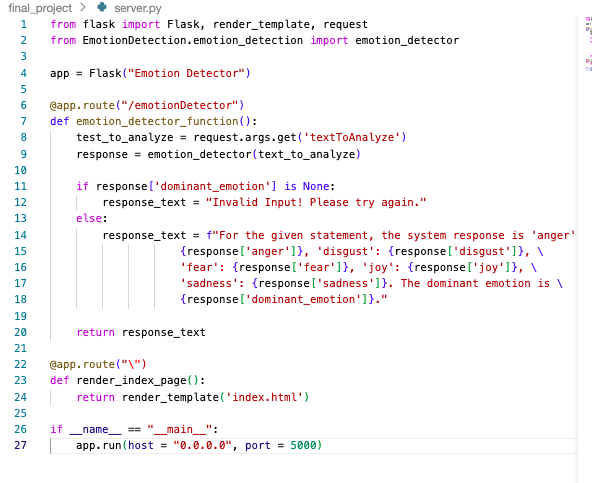 final_project > server.py
1 from flask import Flask, render_template, request
2 from EmotionDetection.emotion_detection import emotion_detector
3
4 app = Flask("Emotion Detector")
5
6 @app.route("/emotionDetector")
7 def emotion_detector_function():
8     test_to_analyze = request.args.get('textToAnalyze')
9     response = emotion_detector(text_to_analyze)
10
11     if response['dominant_emotion'] is None:
12         response_text = "Invalid Input! Please try again."
13     else:
14         response_text = f"For the given statement, the system response is 'anger'
15                     {response['anger']}, 'disgust': {response['disgust']}, \
16                     'fear': {response['fear']}, 'joy': {response['joy']}, \
17                     'sadness': {response['sadness']}. The dominant emotion is \
18                     {response['dominant_emotion']}."
19
20     return response_text
21
22 @app.route("\")
23 def render_index_page():
24     return render_template('index.html')
25
26 if __name__ == "__main__":
27     app.run(host = "0.0.0.0", port = 5000)